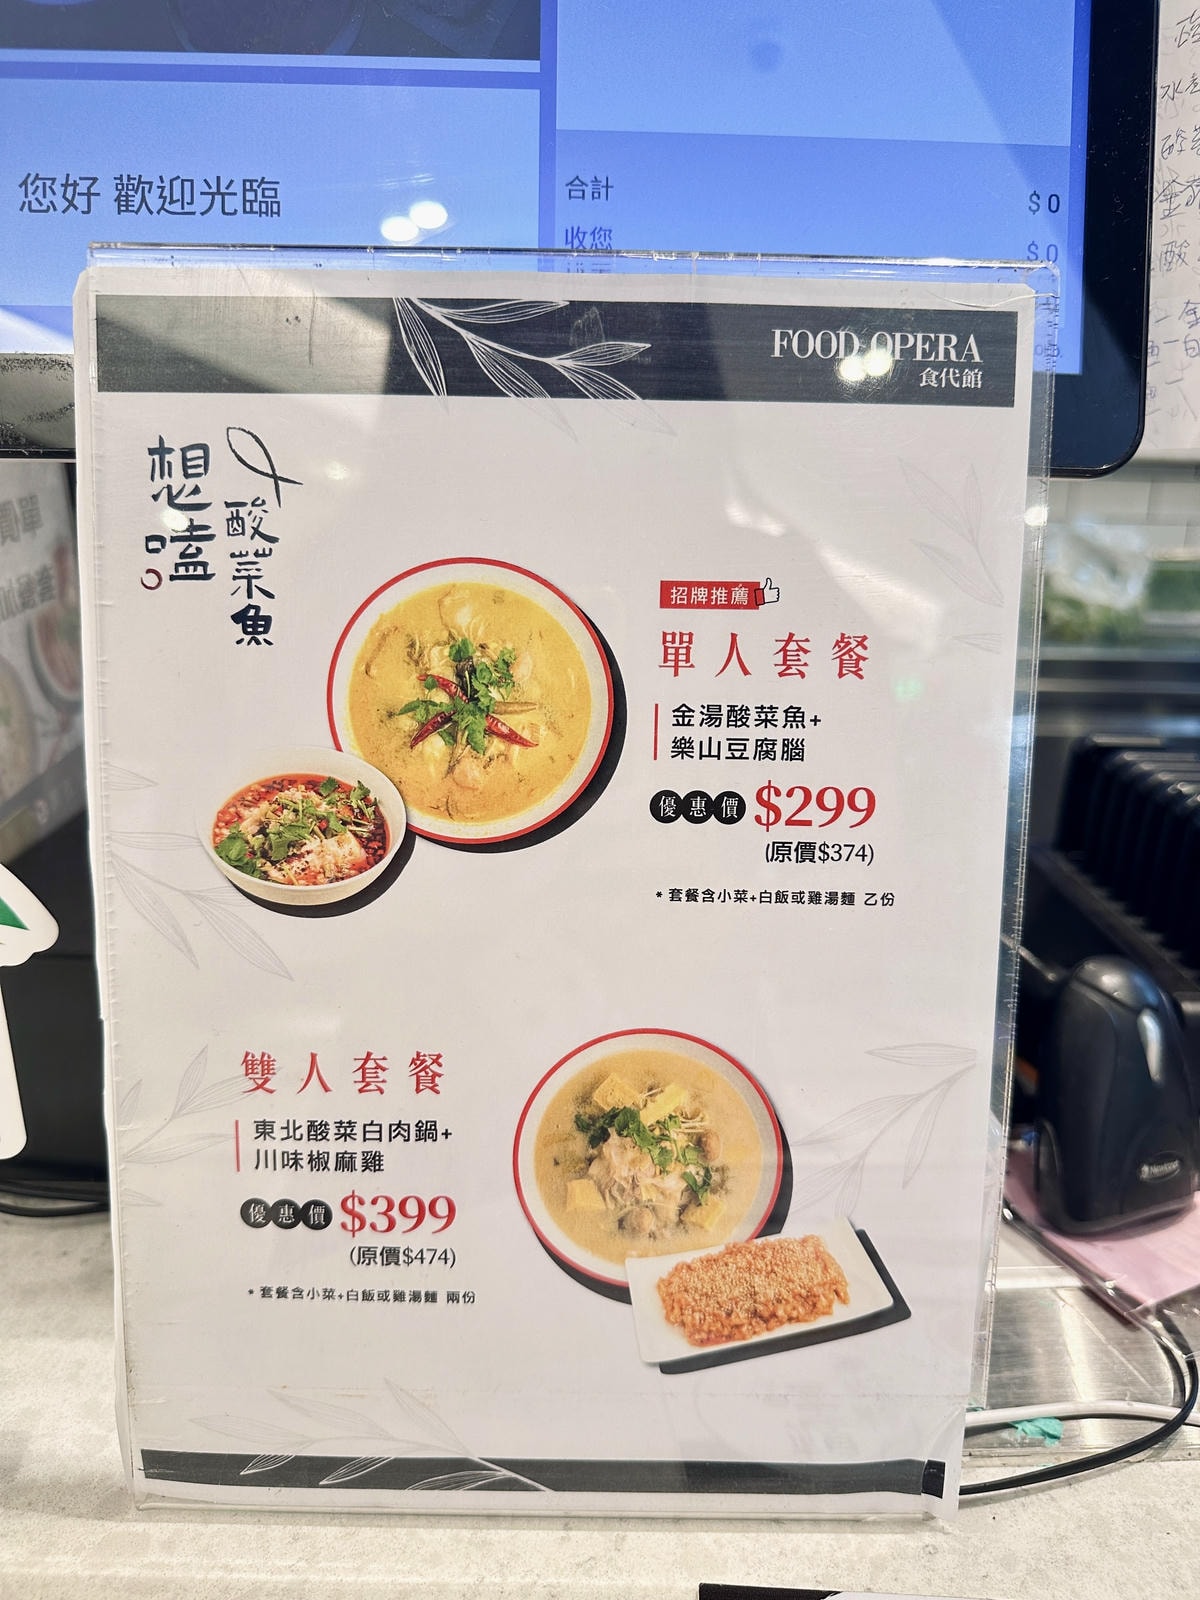 您好 歡迎光臨
合計
$0
收您
$0
FOOD OPERA
食代館
想嗑
酸菜魚
招牌推薦
單人套餐
金湯酸菜魚+
樂山豆腐腦
優惠價 $299
(原價$374)
* 套餐含小菜+白飯或雞湯麵 乙份
雙人套餐
東北酸菜白肉鍋+
川味椒麻雞
優惠價 $399
(原價$474)
* 套餐含小菜+白飯或雞湯麵 兩份